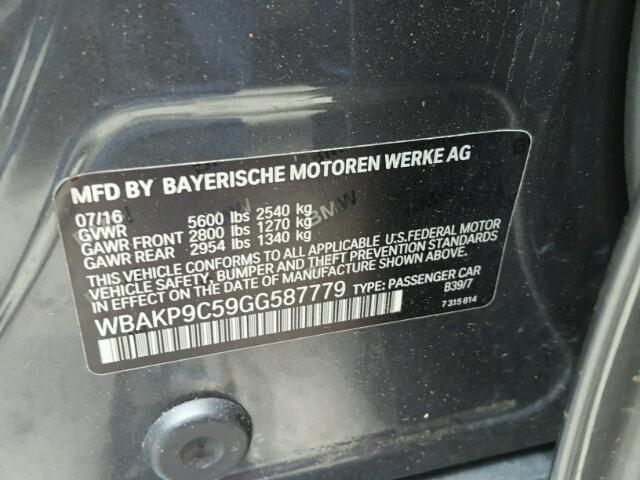 MFD BY BAYERISCHE MOTOREN WERKE AG
07/16
GVWR 5600 lbs 2540 kg
GAWR FRONT 2800 lbs 1270 kg
GAWR REAR 2954 lbs 1340 kg
THIS VEHICLE CONFORMS TO ALL APPLICABLE U.S.FEDERAL MOTOR
VEHICLE SAFETY, BUMPER AND THEFT PREVENTION STANDARDS
IN EFFECT ON THE DATE OF MANUFACTURE SHOWN ABOVE.
WBAKP9C59GG587779 TYPE: PASSENGER CAR
B39/7
7 315 814
BMW